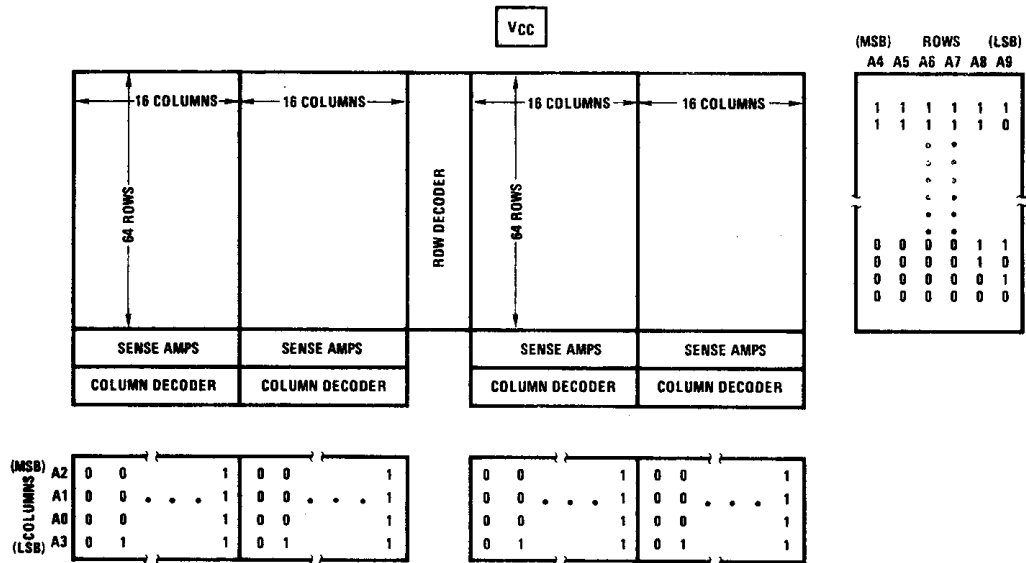 VCC
(MSB) ROWS (LSB)
A4 A5 A6 A7 A8 A9
1 1 1 1 1 1
1 1 1 1 1 0
0 0 0 0 1 1
0 0 0 0 1 0
0 0 0 0 0 1
0 0 0 0 0 0
16 COLUMNS 16 COLUMNS 16 COLUMNS 16 COLUMNS
64 ROWS
ROW DECODER
64 ROWS
SENSE AMPS SENSE AMPS SENSE AMPS SENSE AMPS
COLUMN DECODER COLUMN DECODER COLUMN DECODER COLUMN DECODER
COLUMNS
(MSB) A2 0 0 1 0 0 1 0 0 1 0 0 1
A1 0 0 . . . 1 0 0 . . . 1 0 0 . . . 1 0 0 . . . 1
A0 0 0 1 0 0 1 0 0 1 0 0 1
(LSB) A3 0 1 1 0 1 1 0 1 1 0 1 1